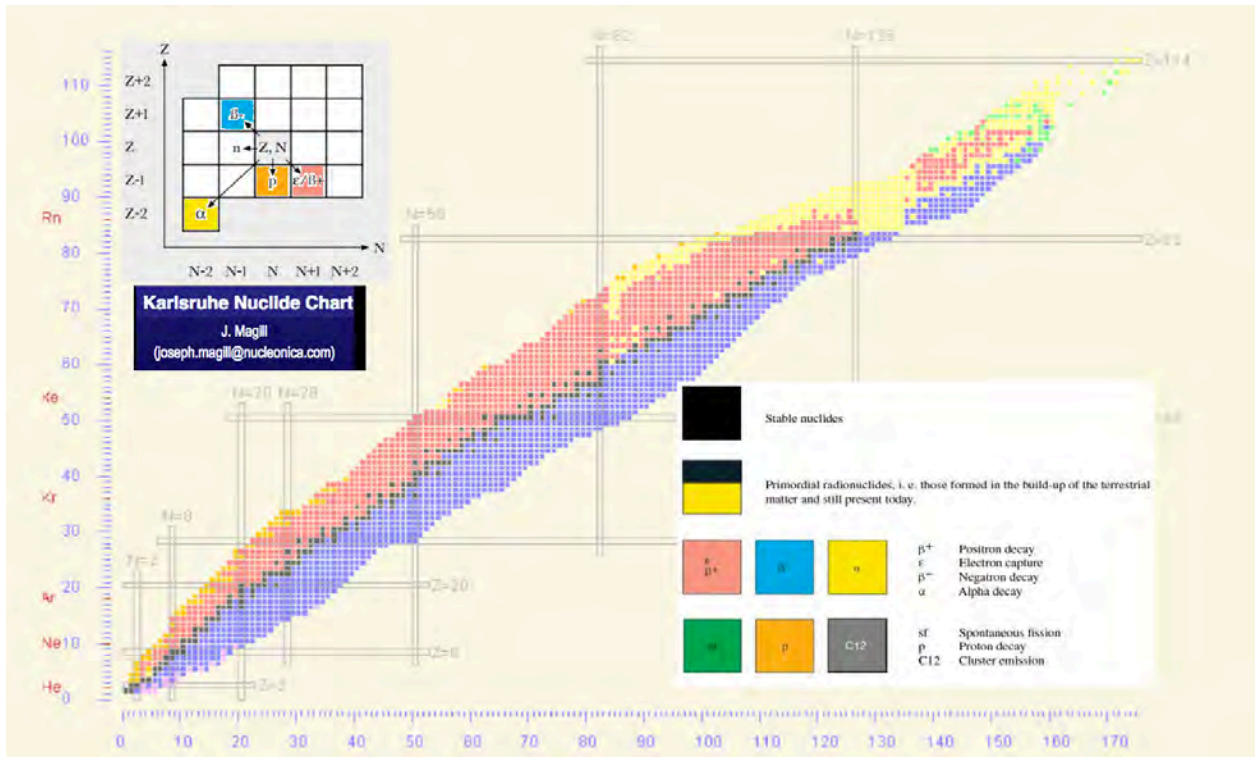 Z
Z+2
Z+1
Z
Z-1
Z-2
β-
n
Z, N
p
ε/β+
α
N
N-2 N-1 N N+1 N+2
Karlsruhe Nuclide Chart
J. Magill
(joseph.magill@nucleonica.com)
N=82
N=126
Z=114
N=50
Z=82
N=20
N=28
N=8
Z=20
Z=8
Z=2
110
100
90
80
70
60
50
40
30
20
10
0
Rn
Xe
Kr
Ar
Ne
He
0 10 20 30 40 50 60 70 80 90 100 110 120 130 140 150 160 170
Stable nuclides
Primordial radionuclides, i. e. those formed in the build-up of the terrestrial
matter and still present today.
ε
β+
β-
α
β+ Positron decay
ε Electron capture
β− Negatron decay
α Alpha decay
sf
p
C12
sf Spontaneous fission
p Proton decay
C12 Cluster emission